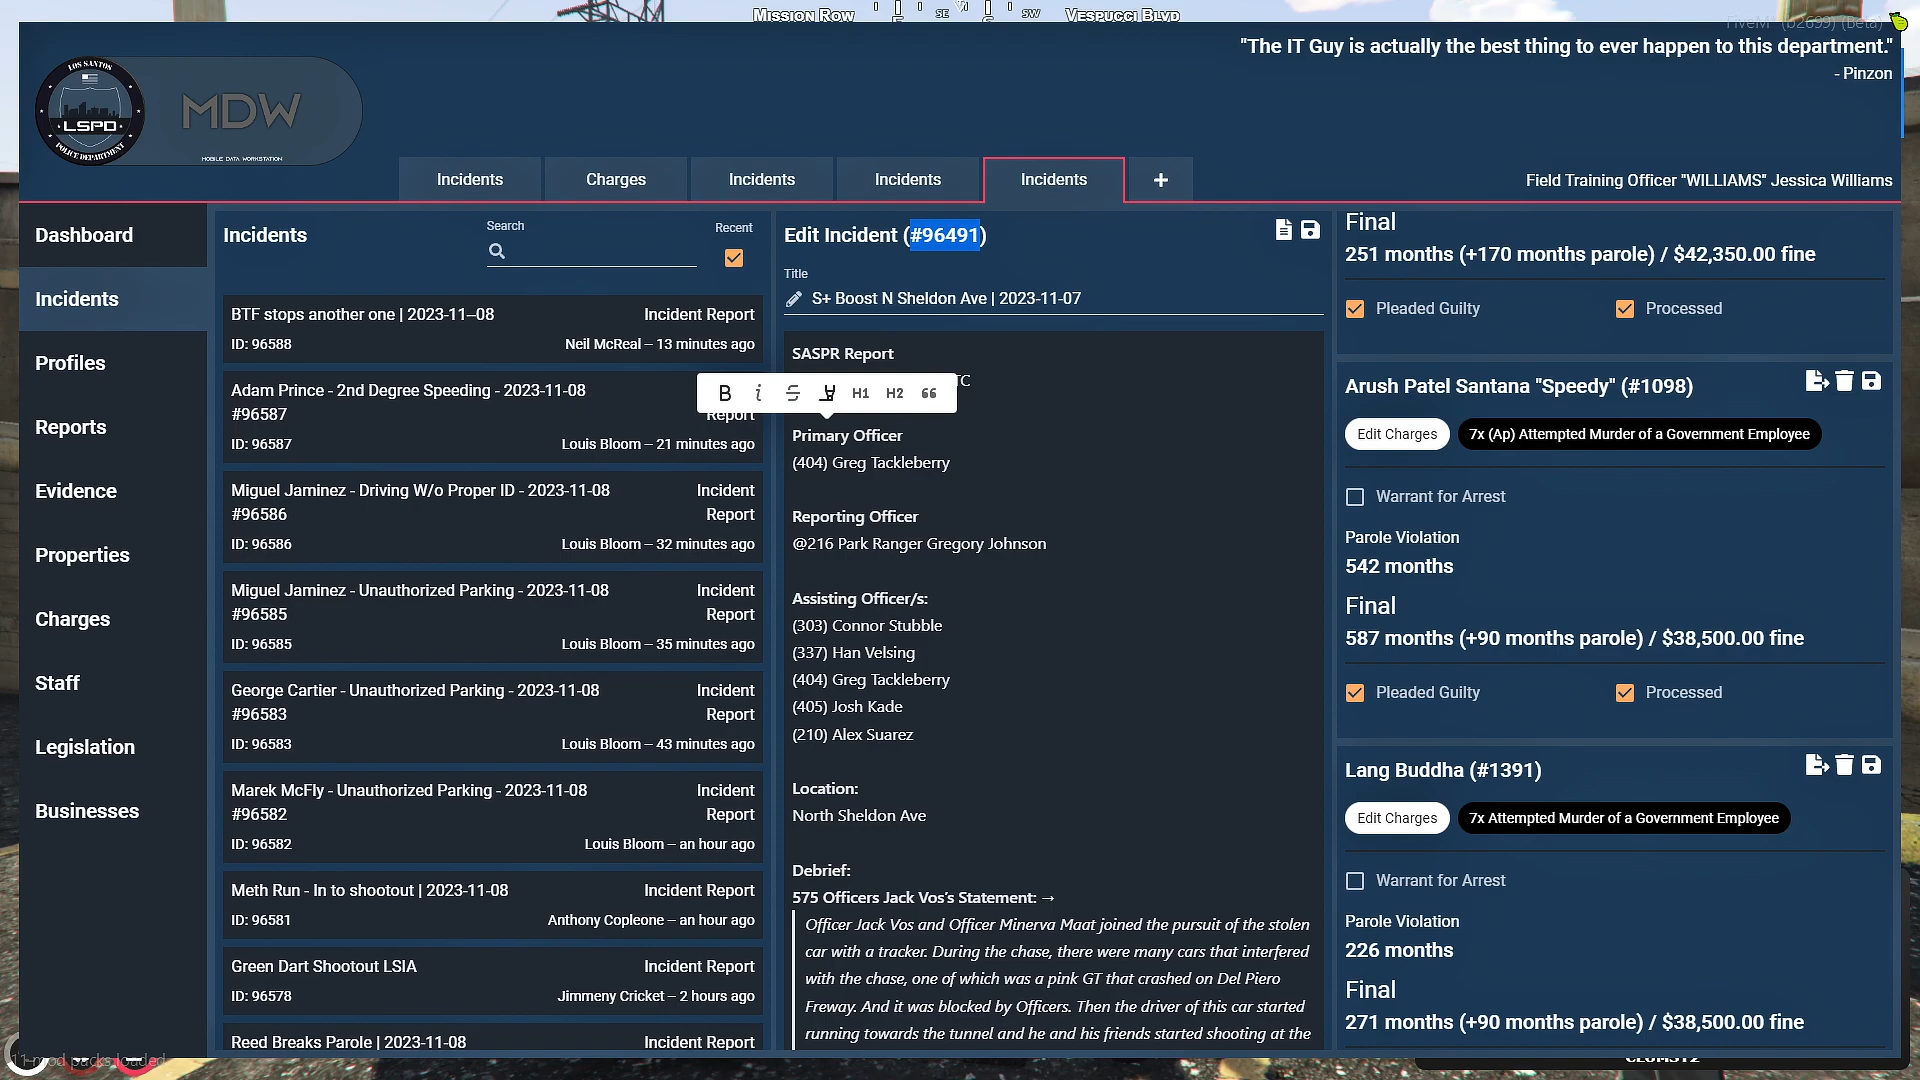 Mission Row
SE
SW
Vespucci Blvd
FiveM (b2699) (Beta)
"The IT Guy is actually the best thing to ever happen to this department."
- Pinzon
LOS SANTOS
LSPD
POLICE DEPARTMENT
MDW
MOBILE DATA WORKSTATION
Incidents
Charges
Incidents
Incidents
Incidents
+
Field Training Officer "WILLIAMS" Jessica Williams
Dashboard
Incidents
Profiles
Reports
Evidence
Properties
Charges
Staff
Legislation
Businesses
Incidents
Search
Recent
BTF stops another one | 2023-11--08
Incident Report
ID: 96588
Neil McReal – 13 minutes ago
Adam Prince - 2nd Degree Speeding - 2023-11-08
#96587
Report
ID: 96587
Louis Bloom – 21 minutes ago
Miguel Jaminez - Driving W/o Proper ID - 2023-11-08
#96586
Incident
Report
ID: 96586
Louis Bloom – 32 minutes ago
Miguel Jaminez - Unauthorized Parking - 2023-11-08
#96585
Incident
Report
ID: 96585
Louis Bloom – 35 minutes ago
George Cartier - Unauthorized Parking - 2023-11-08
#96583
Incident
Report
ID: 96583
Louis Bloom – 43 minutes ago
Marek McFly - Unauthorized Parking - 2023-11-08
#96582
Incident
Report
ID: 96582
Louis Bloom – an hour ago
Meth Run - In to shootout | 2023-11-08
Incident Report
ID: 96581
Anthony Copleone – an hour ago
Green Dart Shootout LSIA
Incident Report
ID: 96578
Jimmeny Cricket – 2 hours ago
Reed Breaks Parole | 2023-11-08
Incident Report
Edit Incident (#96491)
Title
S+ Boost N Sheldon Ave | 2023-11-07
SASPR Report
TC
B i S H1 H2 66
Primary Officer
(404) Greg Tackleberry
Reporting Officer
@216 Park Ranger Gregory Johnson
Assisting Officer/s:
(303) Connor Stubble
(337) Han Velsing
(404) Greg Tackleberry
(405) Josh Kade
(210) Alex Suarez
Location:
North Sheldon Ave
Debrief:
575 Officers Jack Vos's Statement: →
Officer Jack Vos and Officer Minerva Maat joined the pursuit of the stolen
car with a tracker. During the chase, there were many cars that interfered
with the chase, one of which was a pink GT that crashed on Del Piero
Freway. And it was blocked by Officers. Then the driver of this car started
running towards the tunnel and he and his friends started shooting at the
Final
251 months (+170 months parole) / $42,350.00 fine
Pleaded Guilty
Processed
Arush Patel Santana "Speedy" (#1098)
Edit Charges
7x (Ap) Attempted Murder of a Government Employee
Warrant for Arrest
Parole Violation
542 months
Final
587 months (+90 months parole) / $38,500.00 fine
Pleaded Guilty
Processed
Lang Buddha (#1391)
Edit Charges
7x Attempted Murder of a Government Employee
Warrant for Arrest
Parole Violation
226 months
Final
271 months (+90 months parole) / $38,500.00 fine
11 mod packs loaded